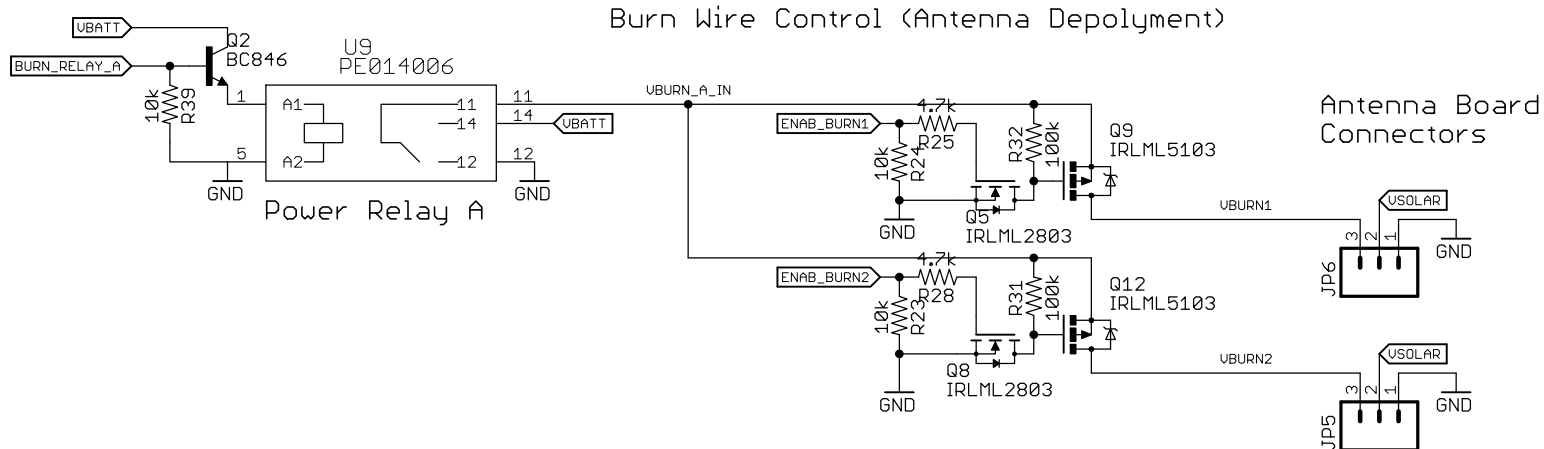 Burn Wire Control (Antenna Depolyment)
VBATT
Q2
BC846
BURN_RELAY_A
10k
R39
U9
PE014006
1
A1
5
A2
11
11
14
14
12
12
VBATT
GND
GND
Power Relay A
VBURN_A_IN
ENAB_BURN1
4.7k
R25
10k
R24
R32
100k
Q9
IRLML5103
GND
Q5
IRLML2803
VBURN1
Antenna Board
Connectors
VSOLAR
3
2
1
GND
JP6
ENAB_BURN2
4.7k
R28
10k
R23
R31
100k
Q12
IRLML5103
GND
Q8
IRLML2803
VBURN2
VSOLAR
3
2
1
GND
JP5